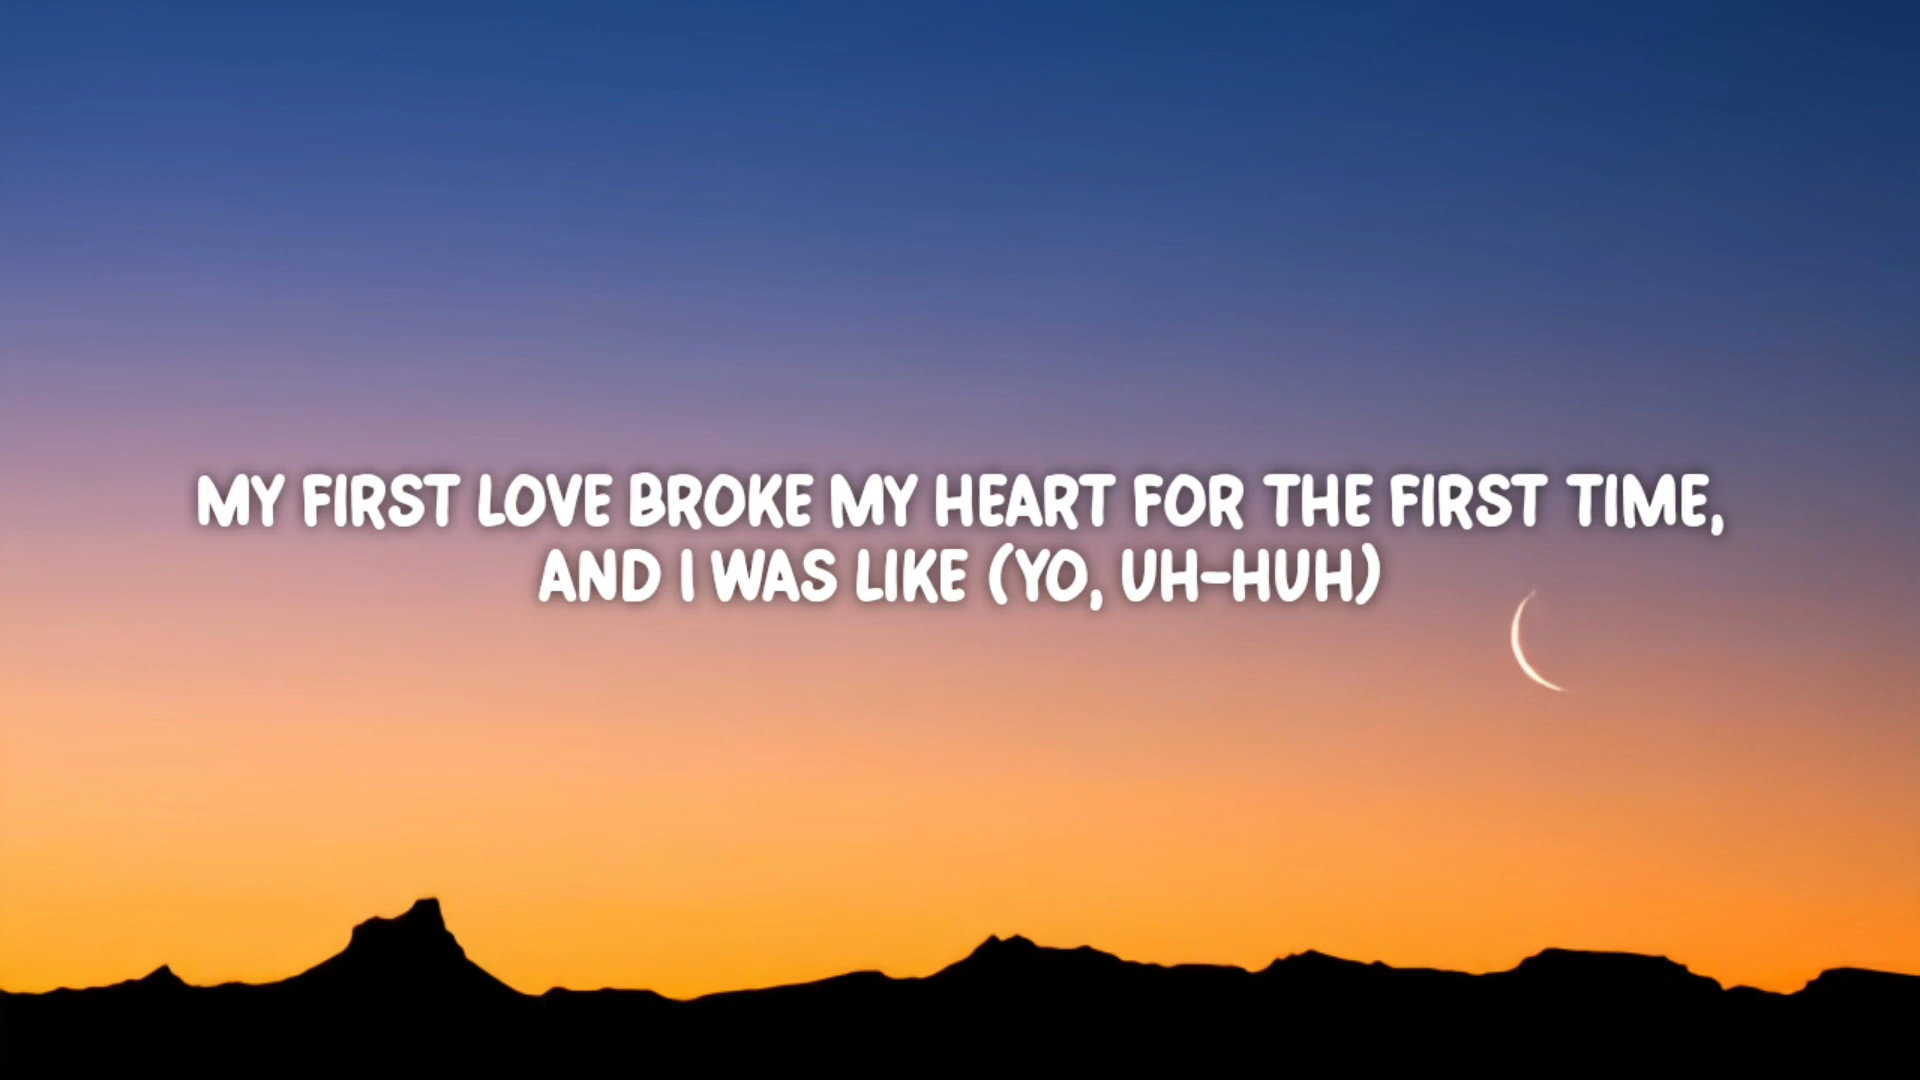 MY FIRST LOVE BROKE MY HEART FOR THE FIRST TIME,
AND I WAS LIKE (YO, UH-HUH)